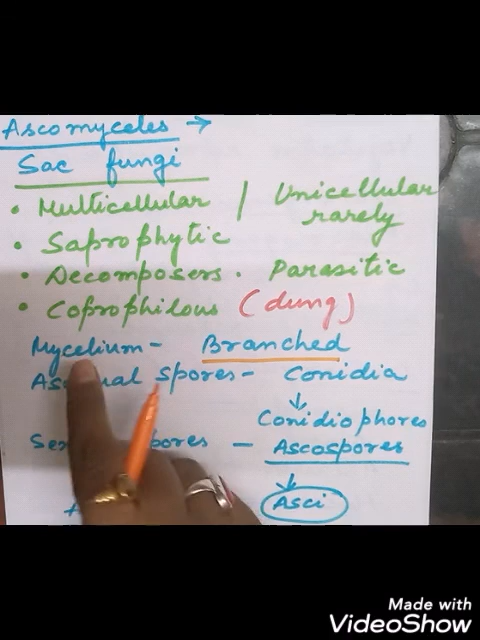 Ascomyceles →
Sac fungi
• Multicellular / Unicellular rarely
• Saprophytic
• Decomposers. Parasitic
• Coprophilous (dung)
Mycelium - Branched
spores - Conidia
↓
Conidiophores
- Ascospores
↓
Asci
Made with
VideoShow